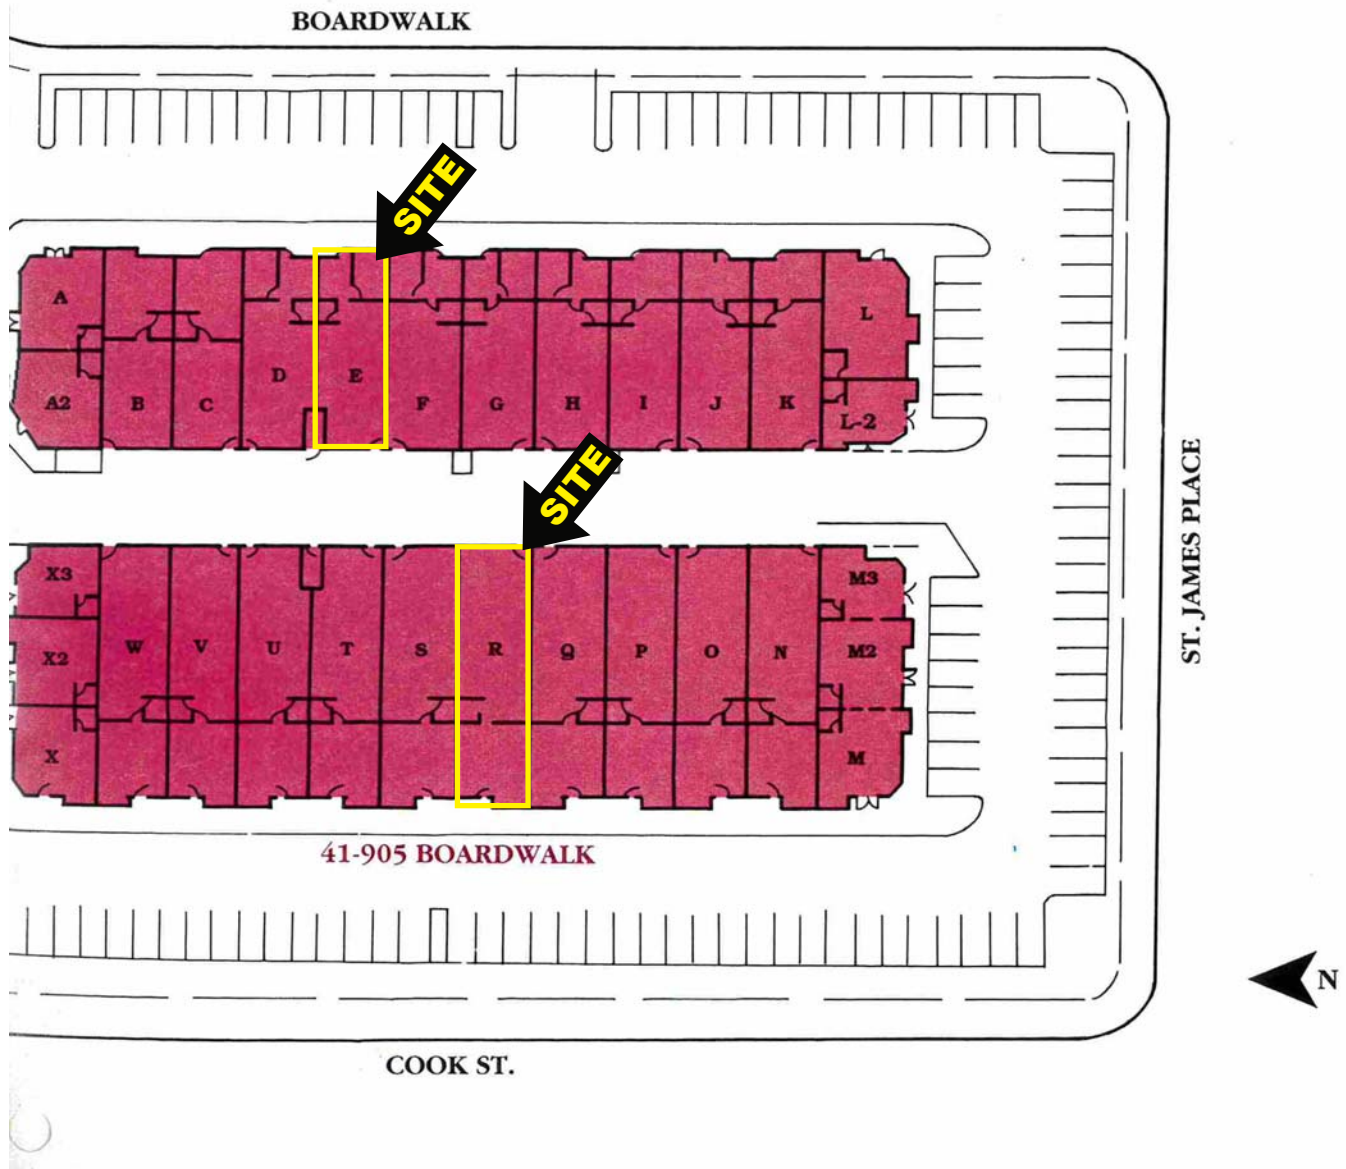 BOARDWALK
SITE
A
L
D
E
A2
B
C
F
G
H
I
J
K
L-2
SITE
ST. JAMES PLACE
X3
M3
W
V
U
T
S
R
Q
P
O
N
X2
M2
X
M
41-905 BOARDWALK
N
COOK ST.